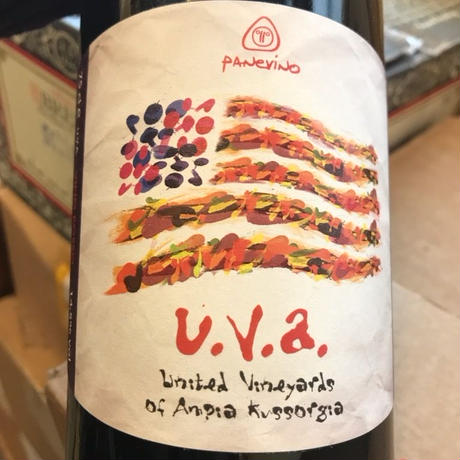 PANEVINO
U.V.a.
United Vineyards
of Ampia Kussorgia